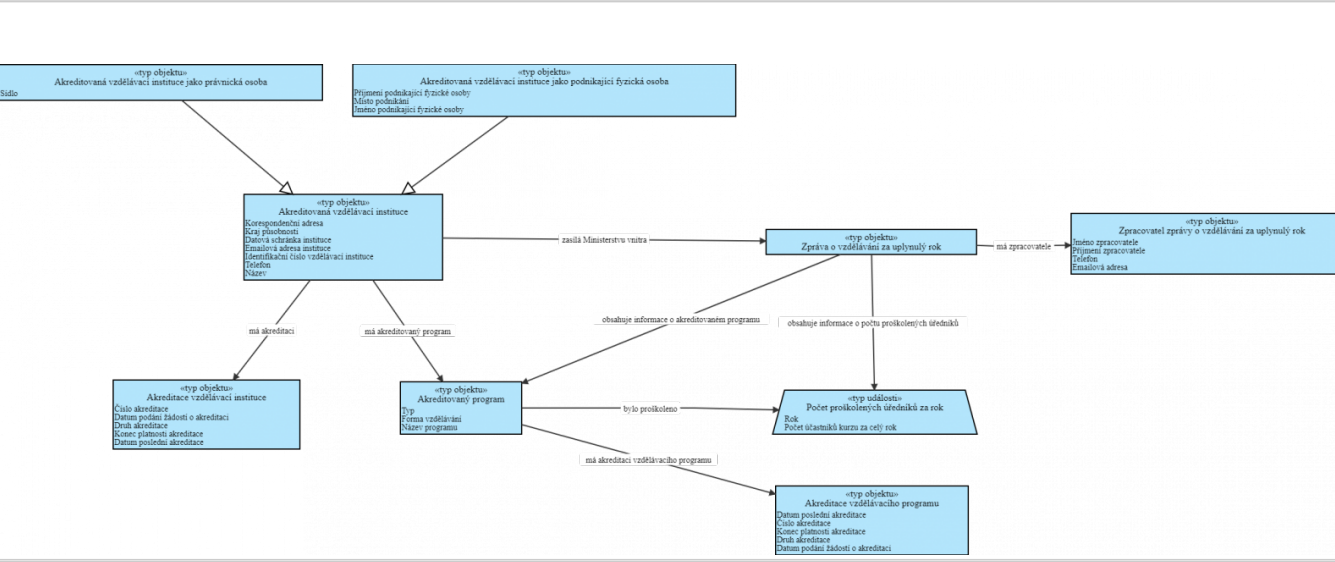 «typ objektu»
Akreditovaná vzdělávací instituce jako právnická osoba
Sídlo
«typ objektu»
Akreditovaná vzdělávací instituce jako podnikající fyzická osoba
Příjmení podnikající fyzické osoby
Místo podnikání
Jméno podnikající fyzické osoby
«typ objektu»
Akreditovaná vzdělávací instituce
Korespondenční adresa
Kraj působnosti
Datová schránka instituce
Emailová adresa instituce
Identifikační číslo vzdělávací instituce
Telefon
Název
zasílá Ministerstvu vnitra
«typ objektu»
Zpráva o vzdělávání za uplynulý rok
má zpracovatele
«typ objektu»
Zpracovatel zprávy o vzdělávání za uplynulý rok
Jméno zpracovatele
Příjmení zpracovatele
Telefon
Emailová adresa
má akreditaci
má akreditovaný program
obsahuje informace o akreditovaném programu
obsahuje informace o počtu proškolených úředníků
«typ objektu»
Akreditace vzdělávací instituce
Číslo akreditace
Datum podání žádosti o akreditaci
Druh akreditace
Konec platnosti akreditace
Datum poslední akreditace
«typ objektu»
Akreditovaný program
Typ
Forma vzdělávání
Název programu
bylo proškoleno
«typ události»
Počet proškolených úředníků za rok
Rok
Počet účastníků kurzu za celý rok
má akreditaci vzdělávacího programu
«typ objektu»
Akreditace vzdělávacího programu
Datum poslední akreditace
Číslo akreditace
Konec platnosti akreditace
Druh akreditace
Datum podání žádosti o akreditaci